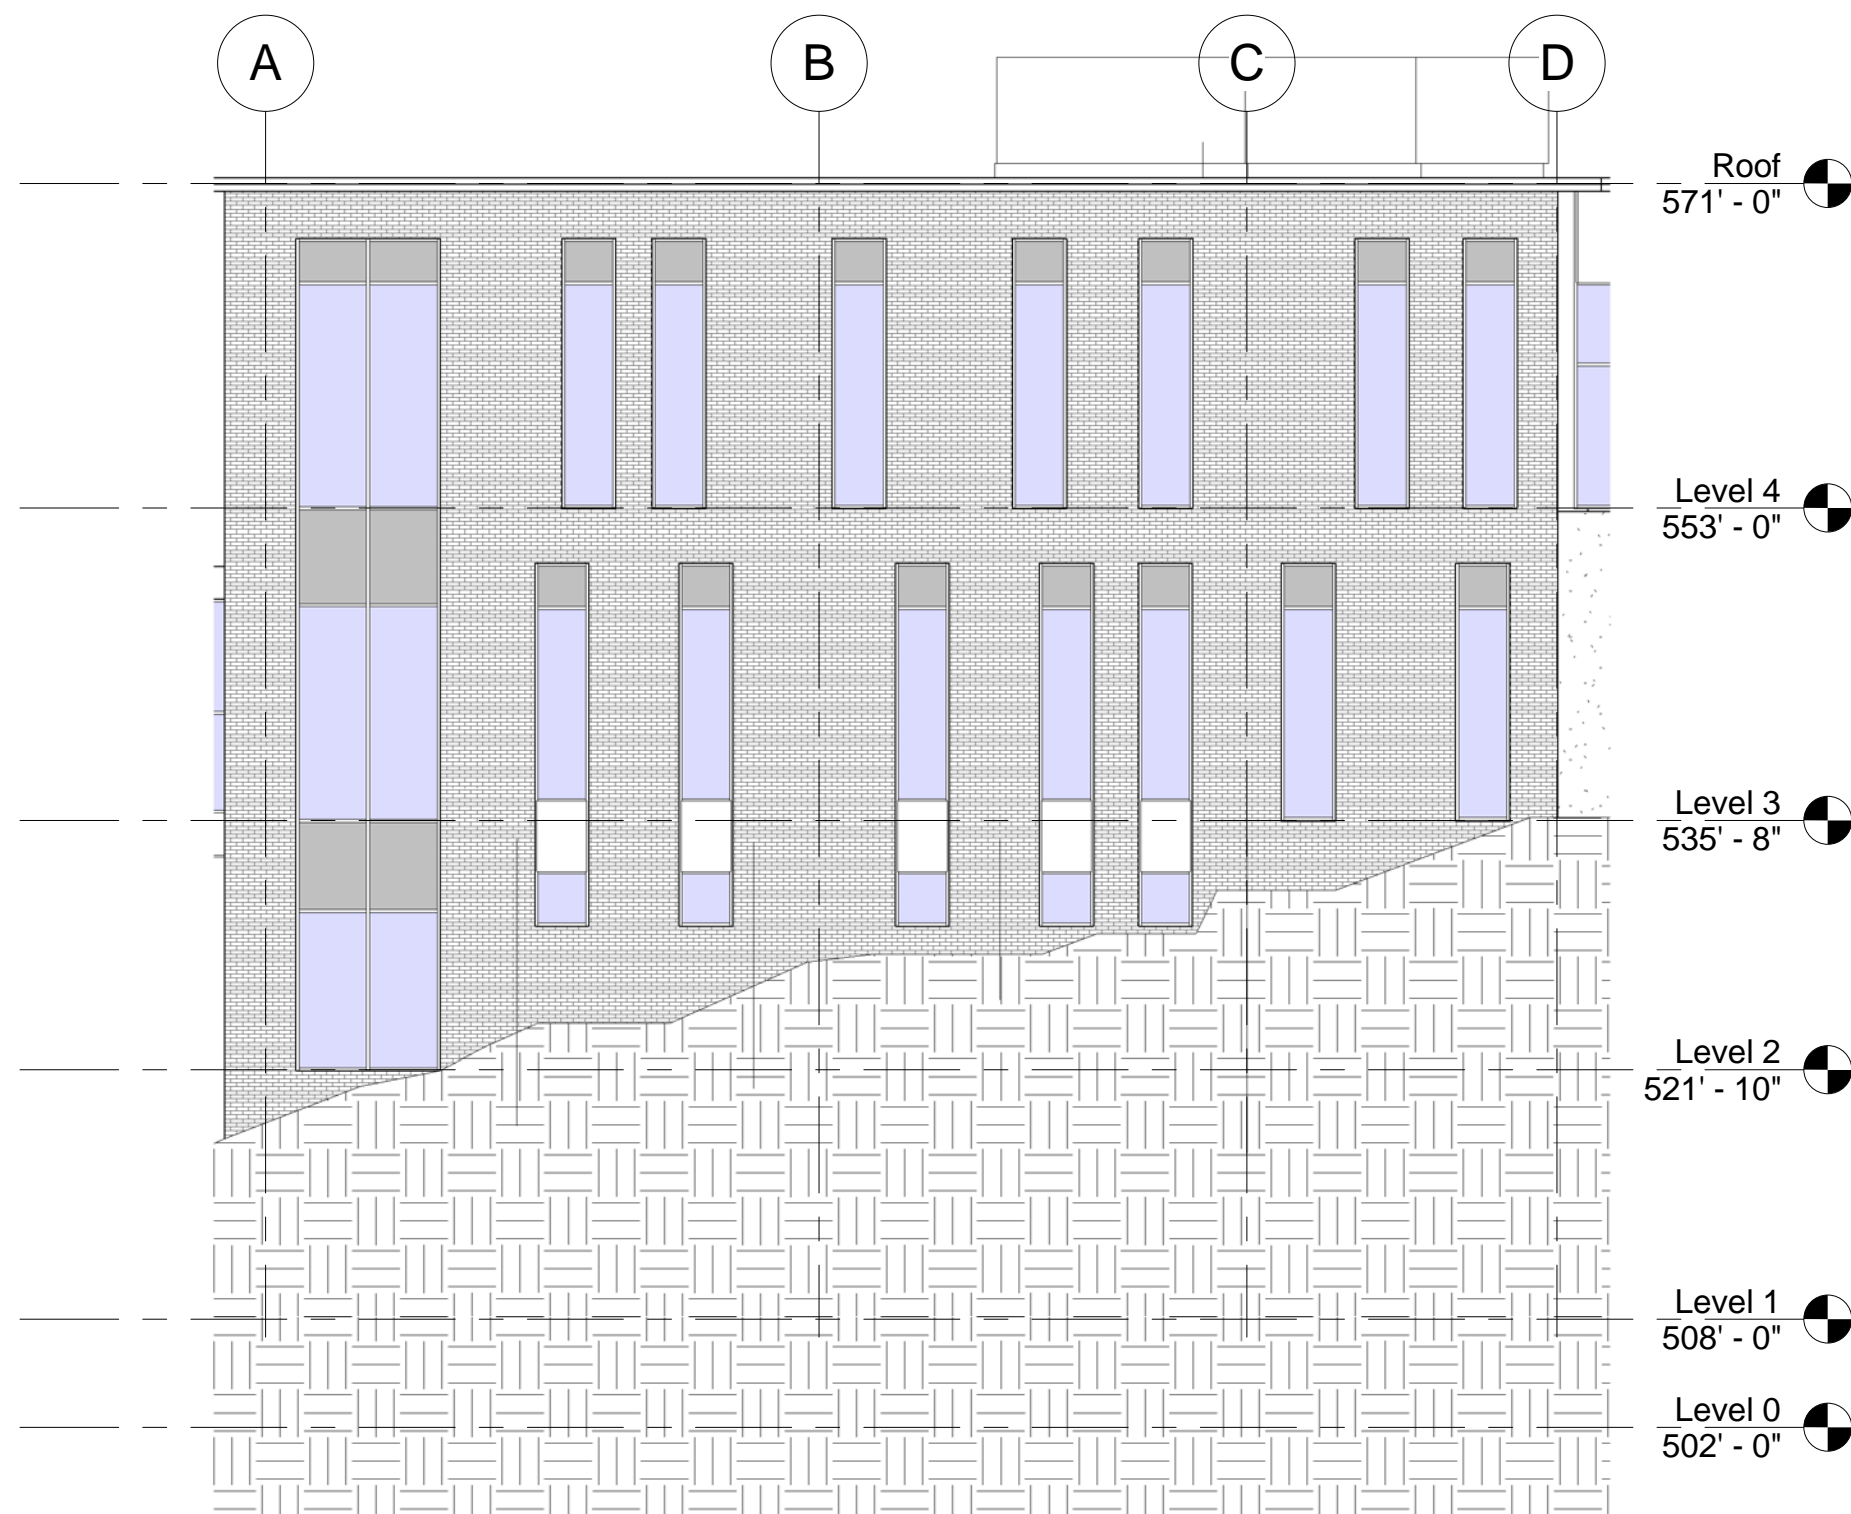 A
B
C
D
Roof
571' - 0"
Level 4
553' - 0"
Level 3
535' - 8"
Level 2
521' - 10"
Level 1
508' - 0"
Level 0
502' - 0"